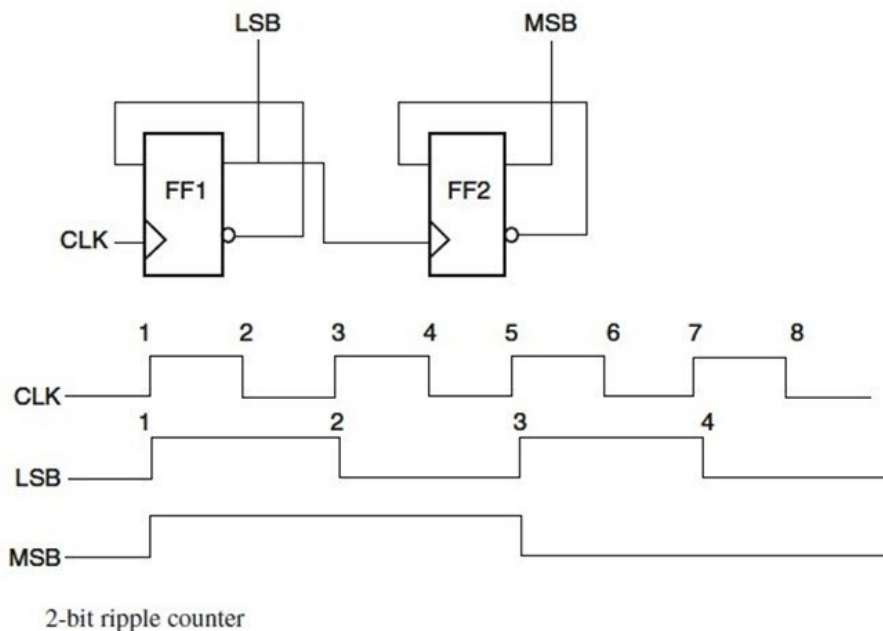 LSB MSB
FF1 FF2
CLK
1 2 3 4 5 6 7 8
CLK
1 2 3 4
LSB
MSB
2-bit ripple counter